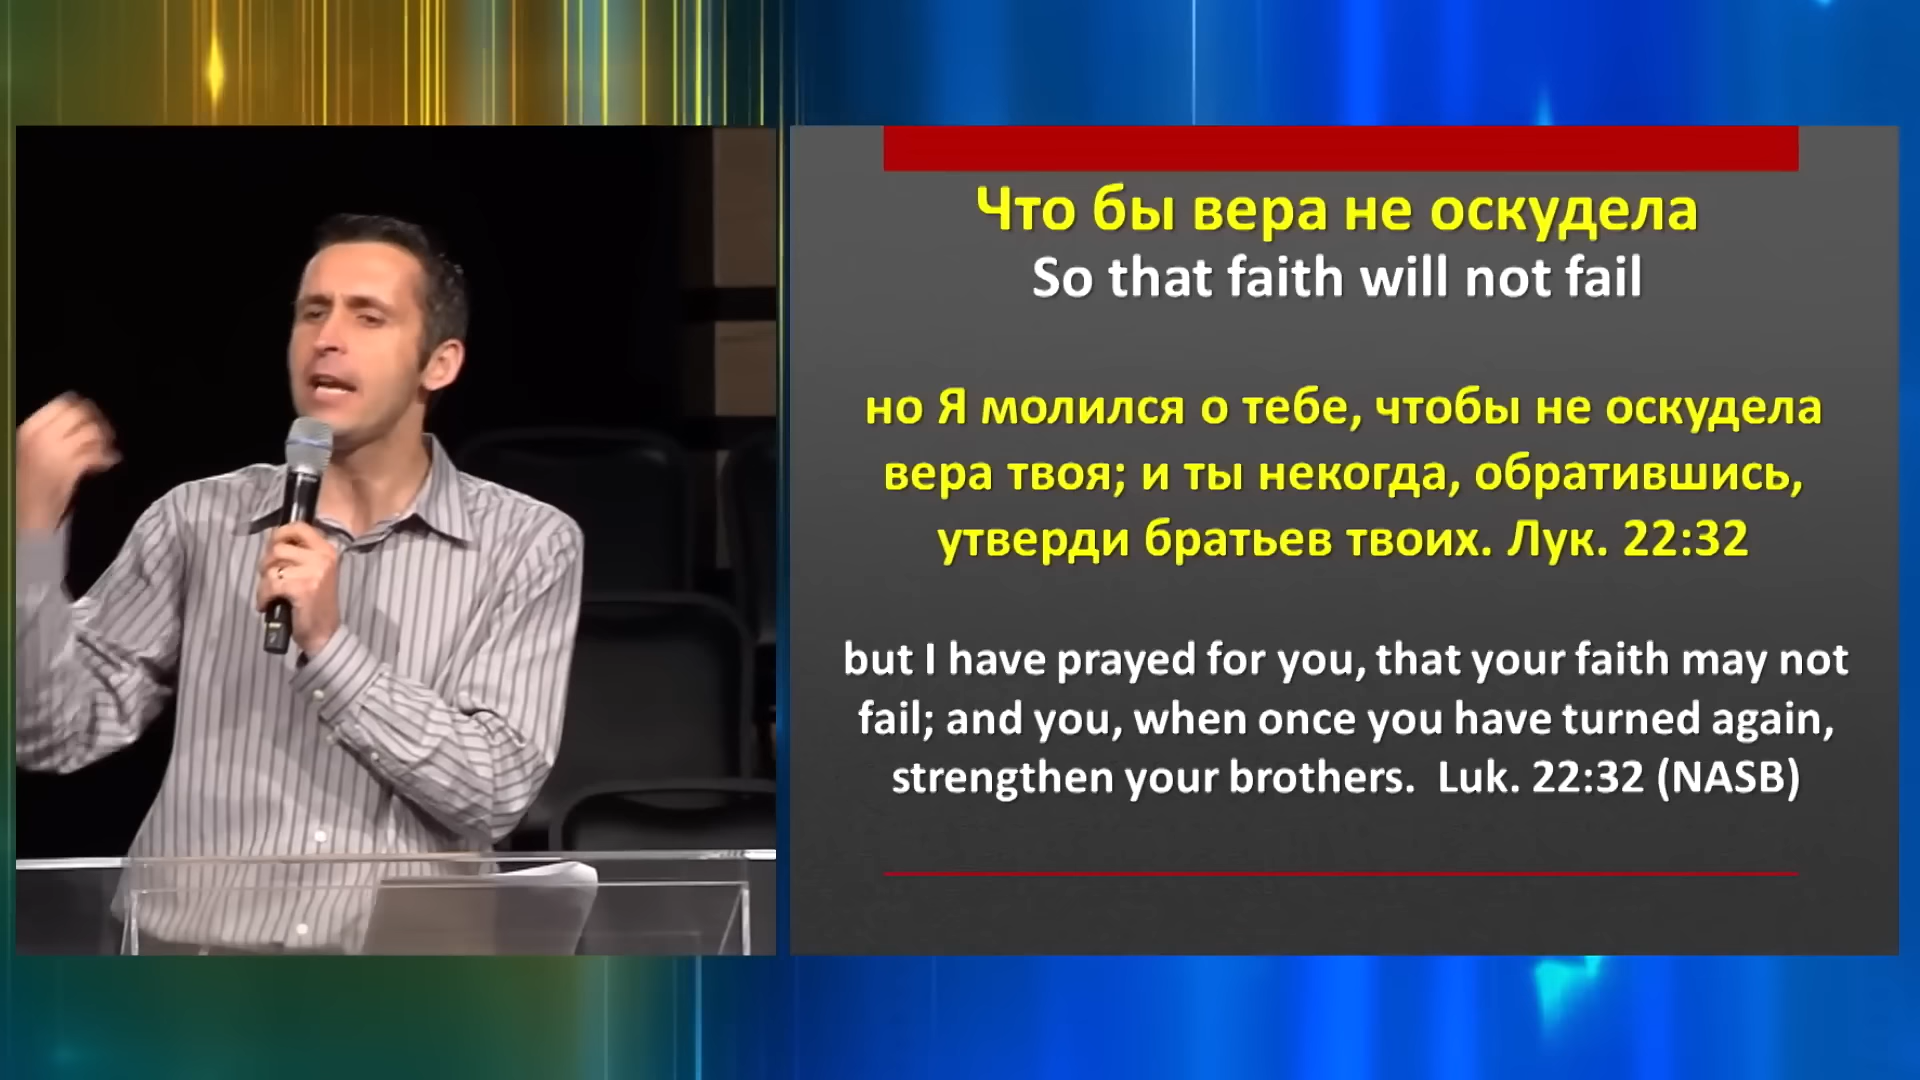 Что бы вера не оскудела
So that faith will not fail
но Я молился о тебе, чтобы не оскудела
вера твоя; и ты некогда, обратившись,
утверди братьев твоих. Лук. 22:32
but I have prayed for you, that your faith may not
fail; and you, when once you have turned again,
strengthen your brothers. Luk. 22:32 (NASB)